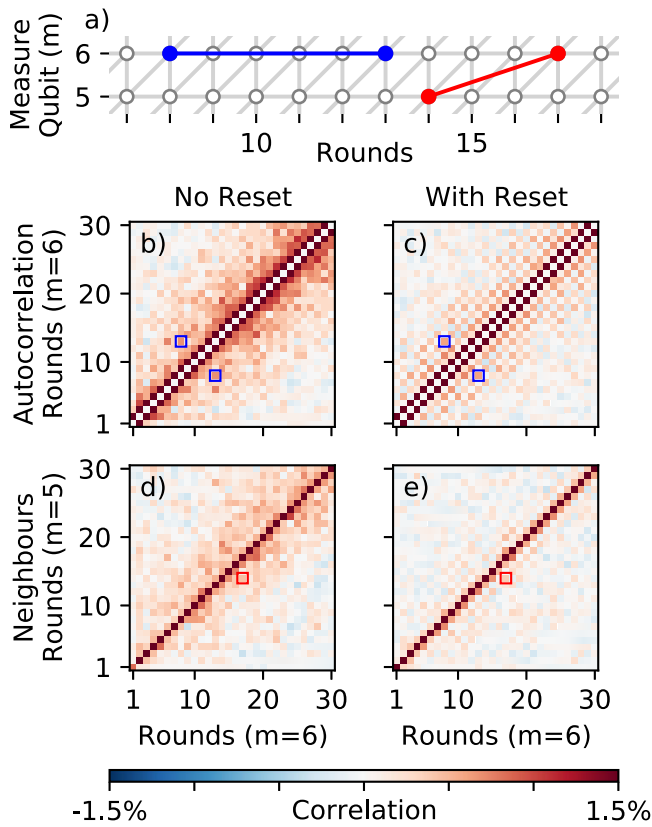 a)
Measure
Qubit (m)
6
5
10
15
Rounds
No Reset
With Reset
Autocorrelation
Rounds (m=6)
30
20
10
1
b)
c)
Neighbours
Rounds (m=5)
30
20
10
1
d)
e)
1
10
20
30
1
10
20
30
Rounds (m=6)
Rounds (m=6)
-1.5%
Correlation
1.5%